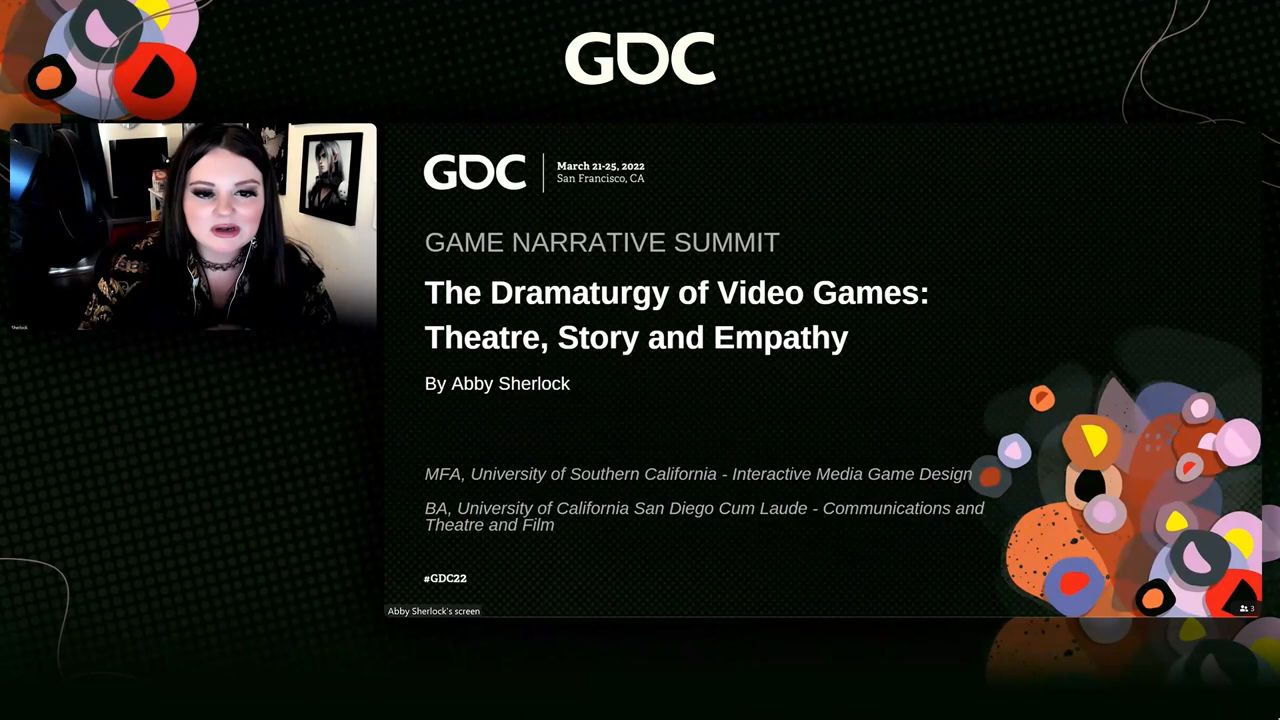 GDC
GDC
March 21-25, 2022
San Francisco, CA
GAME NARRATIVE SUMMIT
The Dramaturgy of Video Games:
Theatre, Story and Empathy
By Abby Sherlock
MFA, University of Southern California - Interactive Media Game Design
BA, University of California San Diego Cum Laude - Communications and
Theatre and Film
#GDC22
Sherlock
Abby Sherlock's screen
3